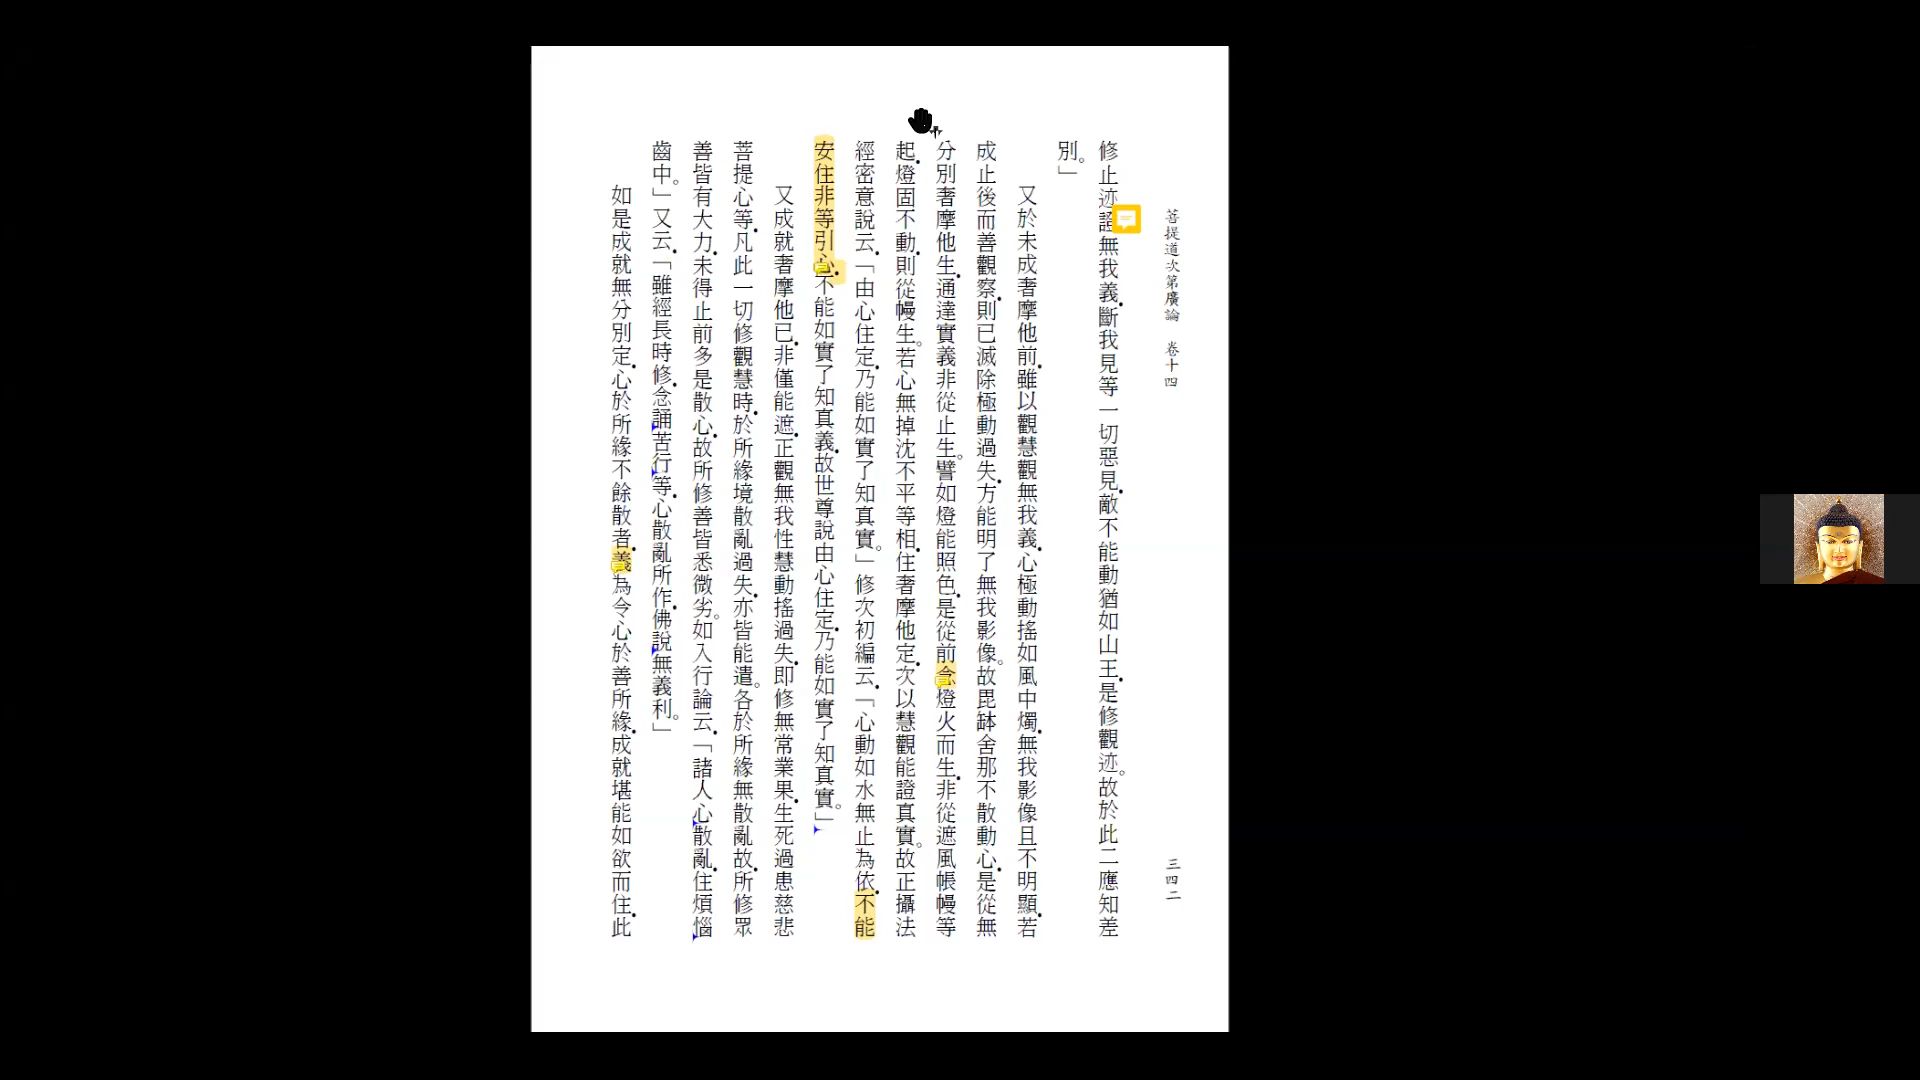 菩提道次第廣論　卷十四
三四二
修止迹證無我義，斷我見等一切惡見，敵不能動猶如山王，是修觀迹。故於此二應知差
別。」
又於未成奢摩他前，雖以觀慧觀無我義，心極動搖如風中燭，無我影像且不明顯，若
成止後而善觀察，則已滅除極動過失，方能明了無我影像。故毘缽舍那不散動心，是從無
分別奢摩他生，通達實義非從止生。譬如燈能照色，是從前念燈火而生，非從遮風帳幔等
起，燈固不動，則從幔生。若心無掉沈不平等相，住奢摩他定，次以慧觀能證真實。故正攝法
經密意說云，「由心住定，乃能如實了知真實。」修次初編云，「心動如水無止為依，不能
安住非等引心，不能如實了知真義，故世尊說由心住定，乃能如實了知真實。」
又成就奢摩他已，非僅能遮，正觀無我性慧動搖過失，即修無常業果，生死過患慈悲
菩提心等，凡此一切修觀慧時，於所緣境散亂過失，亦皆能遣。各於所緣無散亂故，所修眾
善皆有大力，未得止前多是散心，故所修善皆悉微劣。如入行論云，「諸人心散亂，住煩惱
齒中。」又云，「雖經長時修，念誦苦行等，心散亂所作，佛說無義利。」
如是成就無分別定，心於所緣不餘散者，義為令心於善所緣，成就堪能如欲而住，此